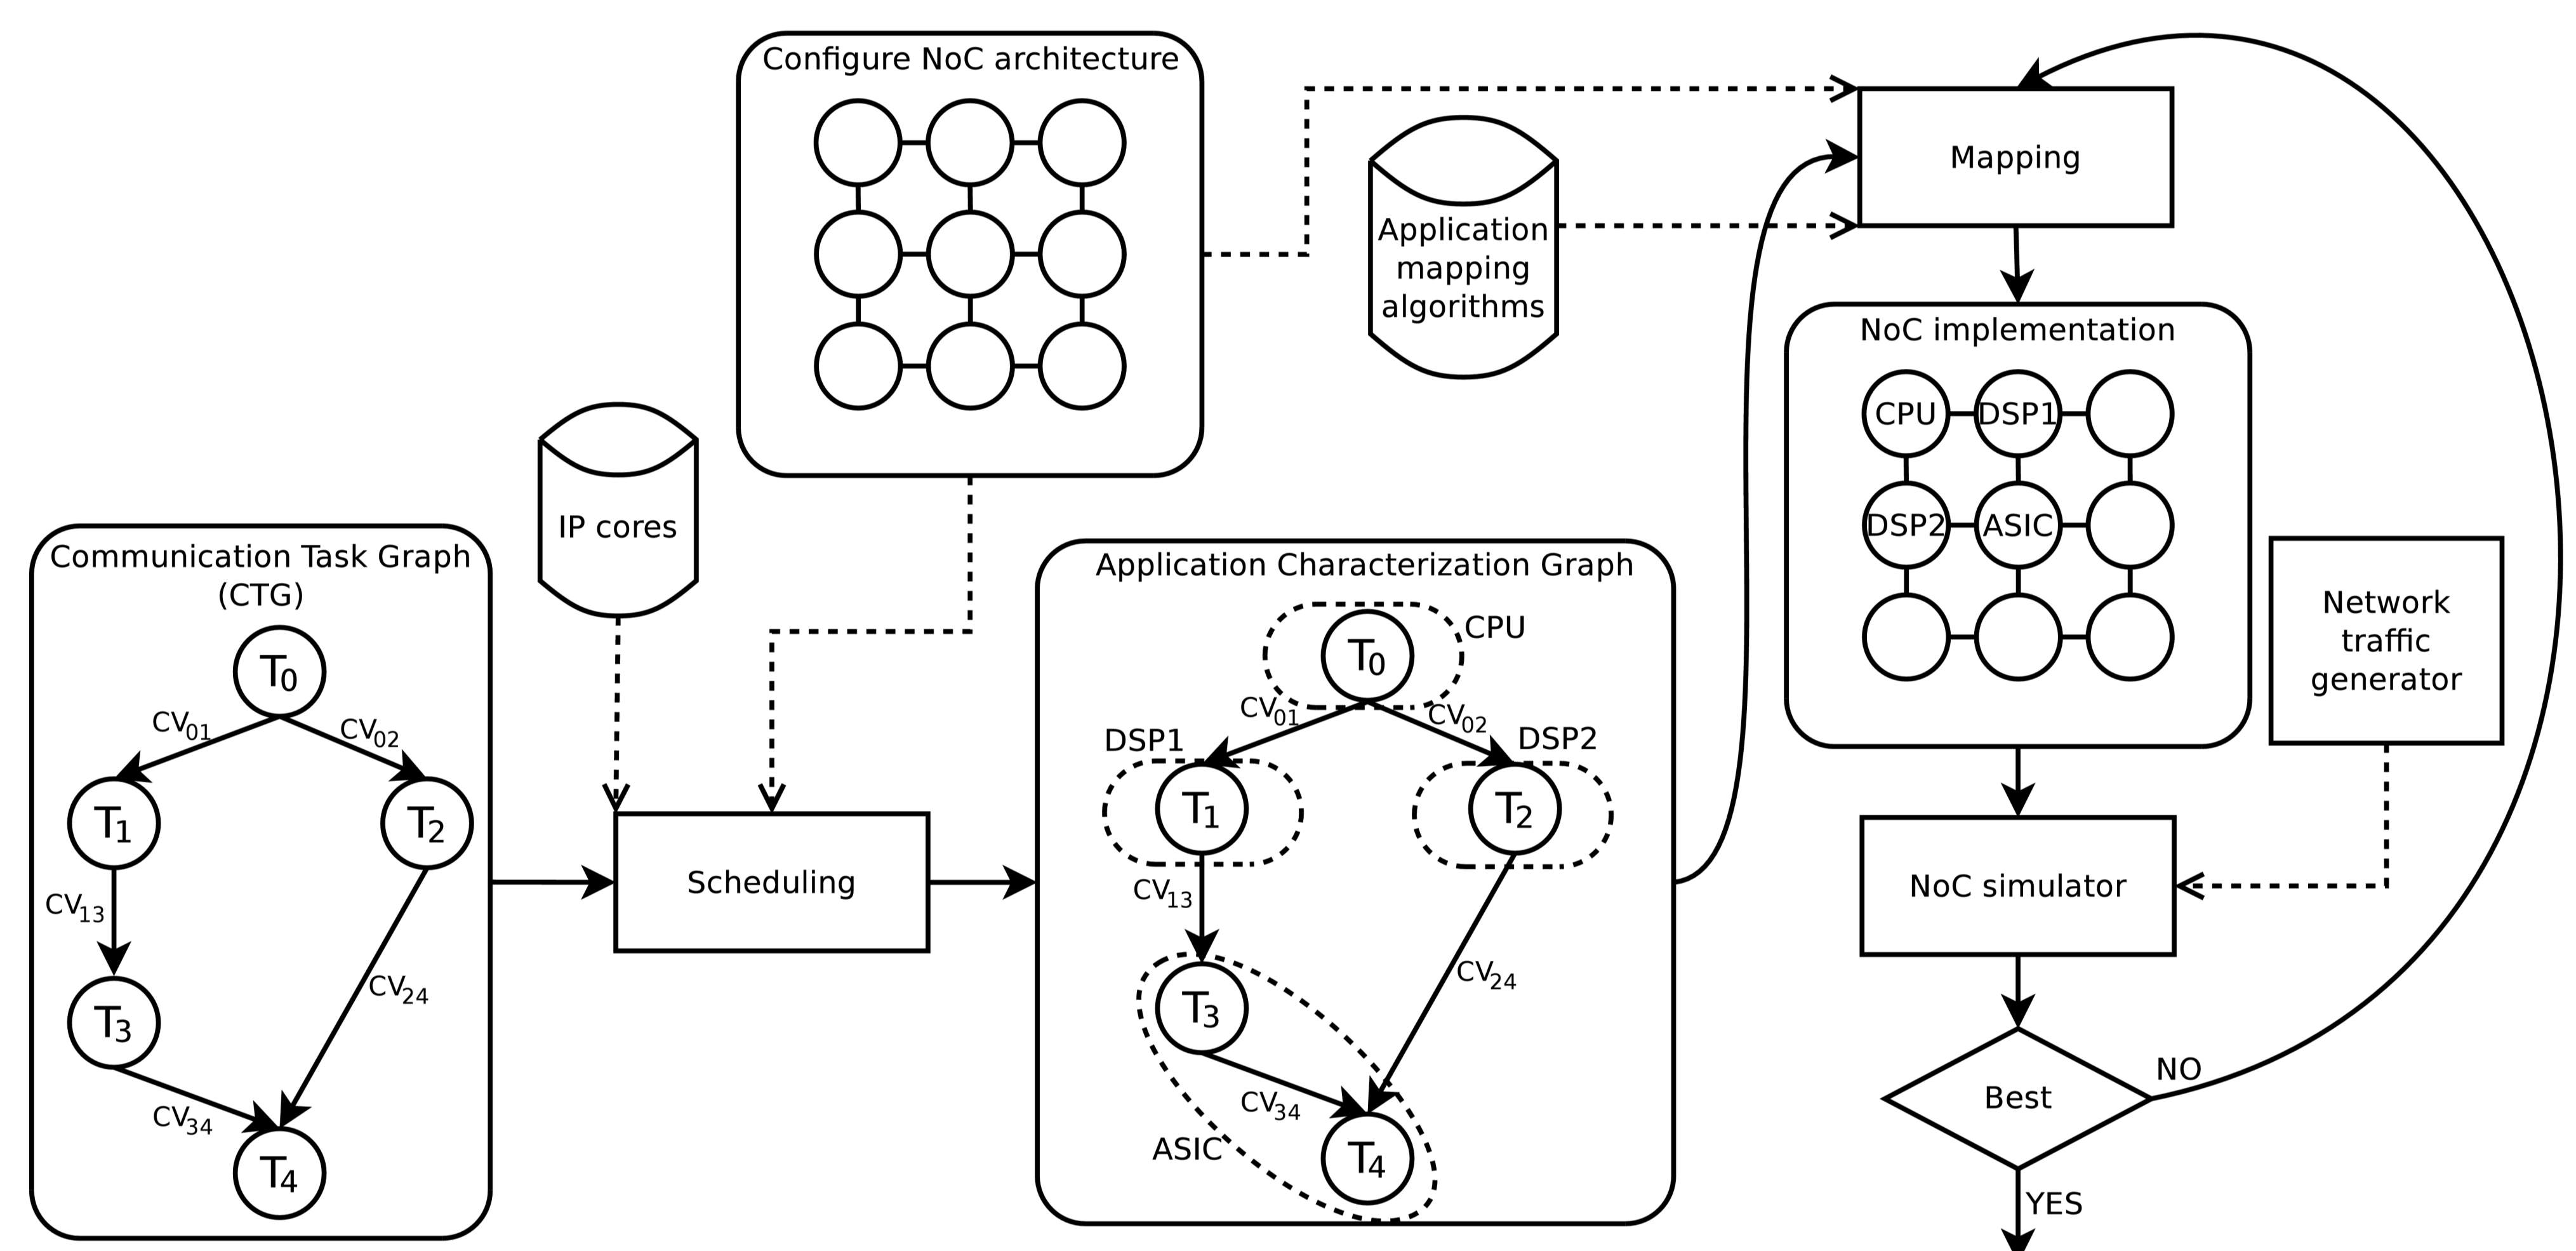 Configure NoC architecture
Mapping
Application
mapping
algorithms
NoC implementation
CPU
DSP1
DSP2
ASIC
IP cores
Communication Task Graph
(CTG)
T0
CV01
CV02
T1
T2
CV13
T3
CV24
CV34
T4
Scheduling
Application Characterization Graph
T0
CPU
CV01
CV02
DSP1
DSP2
T1
T2
CV13
T3
CV24
CV34
ASIC
T4
Network
traffic
generator
NoC simulator
Best
NO
YES